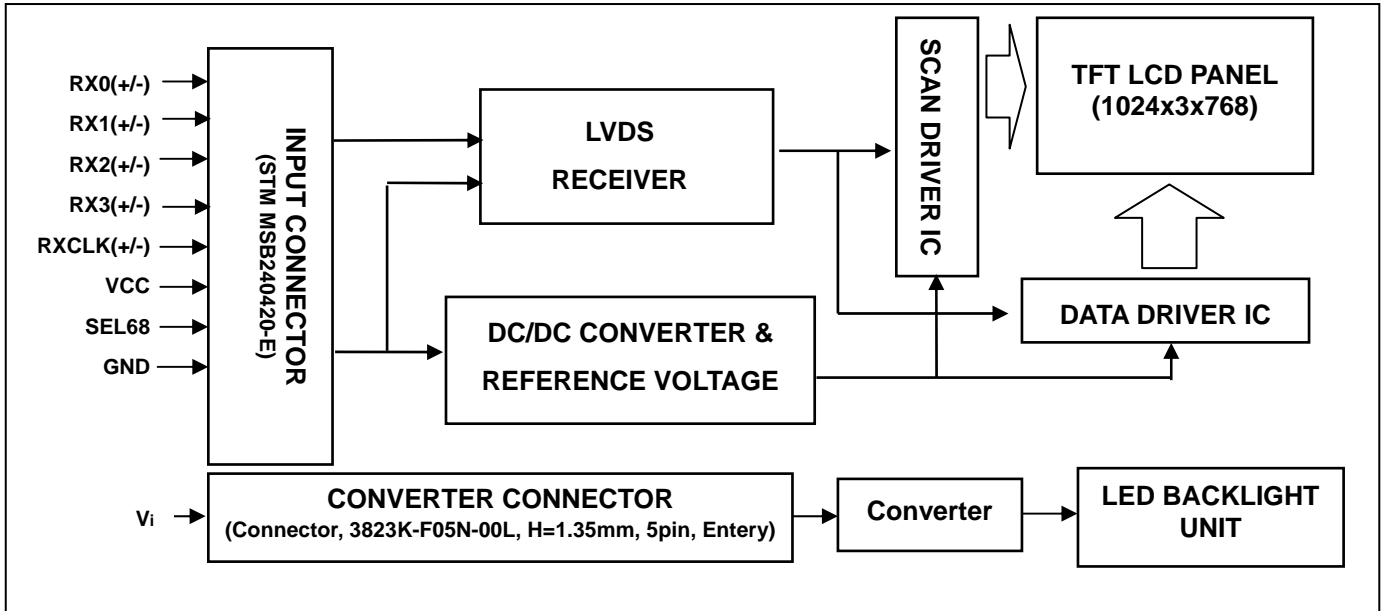 RX0(+/-)
RX1(+/-)
RX2(+/-)
RX3(+/-)
RXCLK(+/-)
VCC
SEL68
GND
INPUT CONNECTOR
(STM MSB240420-E)
LVDS
RECEIVER
DC/DC CONVERTER &
REFERENCE VOLTAGE
SCAN DRIVER IC
TFT LCD PANEL
(1024x3x768)
DATA DRIVER IC
Vi
CONVERTER CONNECTOR
(Connector, 3823K-F05N-00L, H=1.35mm, 5pin, Entery)
Converter
LED BACKLIGHT
UNIT